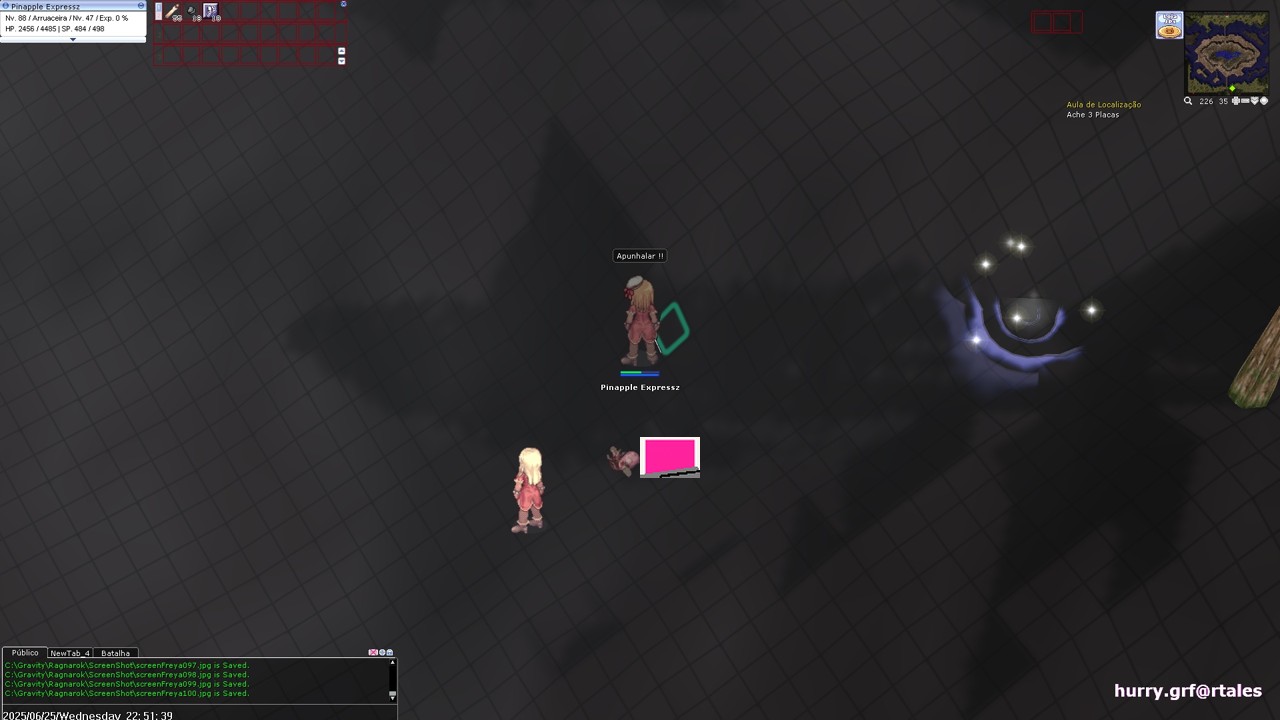 Pinapple Expressz
Nv. 88 / Arruaceira / Nv. 47 / Exp. 0 %
HP. 2456 / 4485 | SP. 484 / 498
55
19
10
226 35
Aula de Localização
Ache 3 Placas
Apunhalar !!
Pinapple Expressz
Público
NewTab_4
Batalha
C:\Gravity\Ragnarok\ScreenShot\screenFreya097.jpg is Saved.
C:\Gravity\Ragnarok\ScreenShot\screenFreya098.jpg is Saved.
C:\Gravity\Ragnarok\ScreenShot\screenFreya099.jpg is Saved.
C:\Gravity\Ragnarok\ScreenShot\screenFreya100.jpg is Saved.
2025/06/25/Wednesday 22:51:39
hurry.grf@rtales